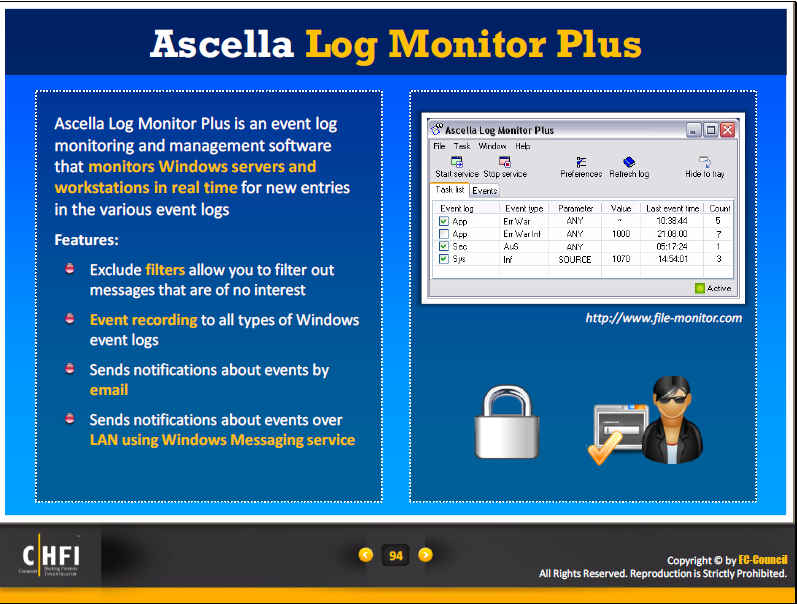 Ascella Log Monitor Plus
Ascella Log Monitor Plus is an event log
monitoring and management software
that monitors Windows servers and
workstations in real time for new entries
in the various event logs
Features:
Exclude filters allow you to filter out
messages that are of no interest
Event recording to all types of Windows
event logs
Sends notifications about events by
email
Sends notifications about events over
LAN using Windows Messaging service
Ascella Log Monitor Plus
File Task Window Help
Start service Stop service Preferences Refresh log Hide to tray
Task list Events
Event log Event type Parameter Value Last event time Count
App Err War ANY * 10:38:44 5
App Err War Inf ANY 1000 21:08:00 7
Sec AuS ANY 05:17:24 1
Sys Inf SOURCE 1070 14:54:01 3
Active
http://www.file-monitor.com
CHFI
Computer Hacking Forensic
INVESTIGATOR
94
Copyright © by EC-Council
All Rights Reserved. Reproduction is Strictly Prohibited.